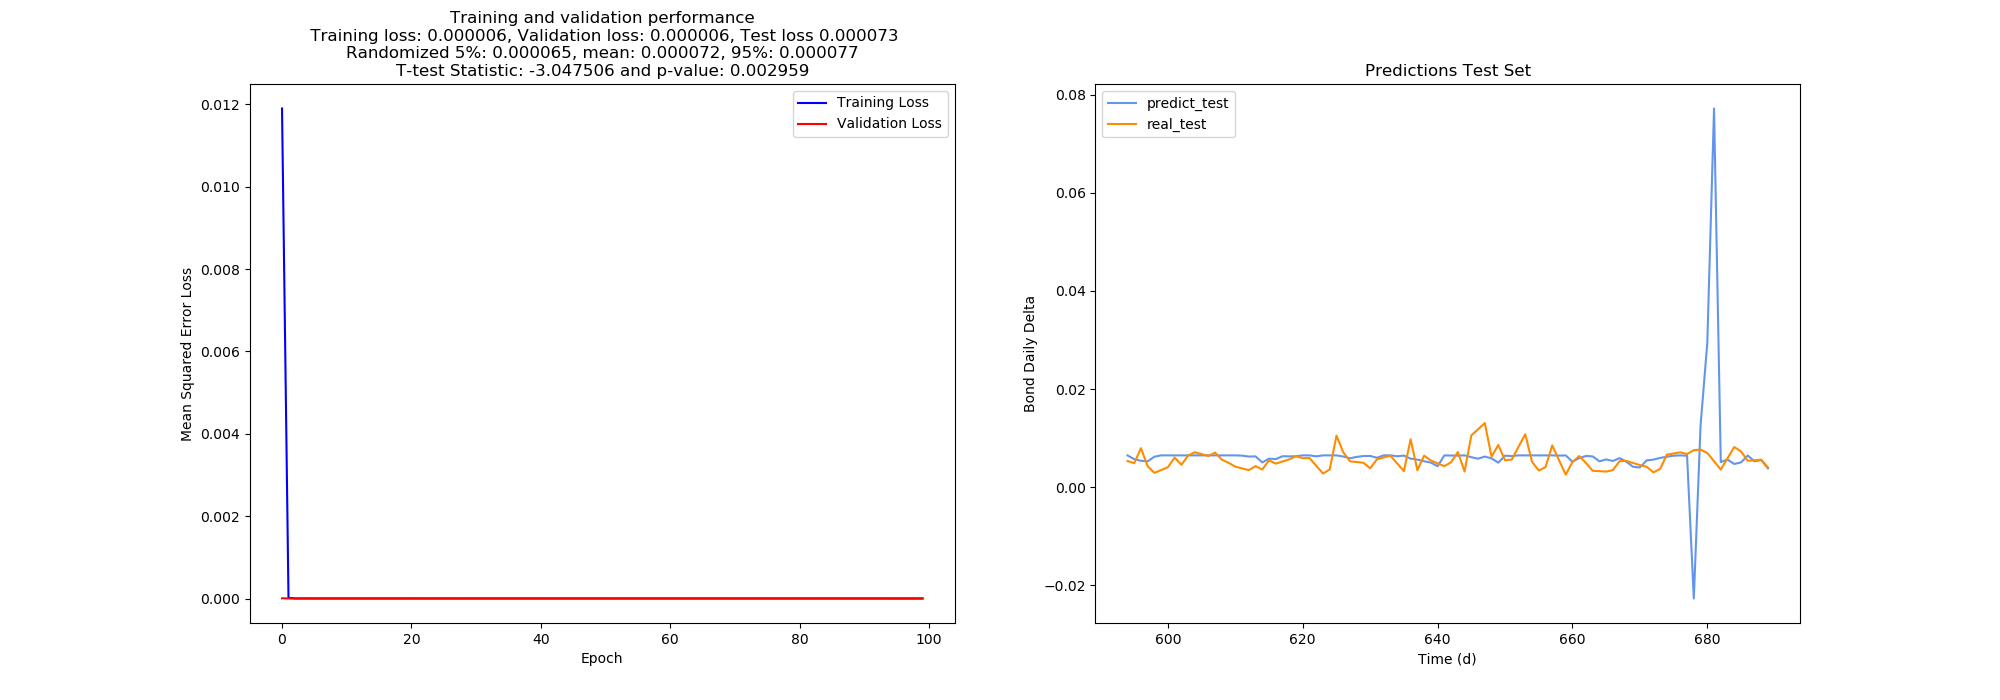 Training and validation performance
Training loss: 0.000006, Validation loss: 0.000006, Test loss 0.000073
Randomized 5%: 0.000065, mean: 0.000072, 95%: 0.000077
T-test Statistic: -3.047506 and p-value: 0.002959
Training Loss
Validation Loss
0.012
0.010
0.008
0.006
0.004
0.002
0.000
Mean Squared Error Loss
0
20
40
60
80
100
Epoch
Predictions Test Set
predict_test
real_test
0.08
0.06
0.04
0.02
0.00
−0.02
Bond Daily Delta
600
620
640
660
680
Time (d)